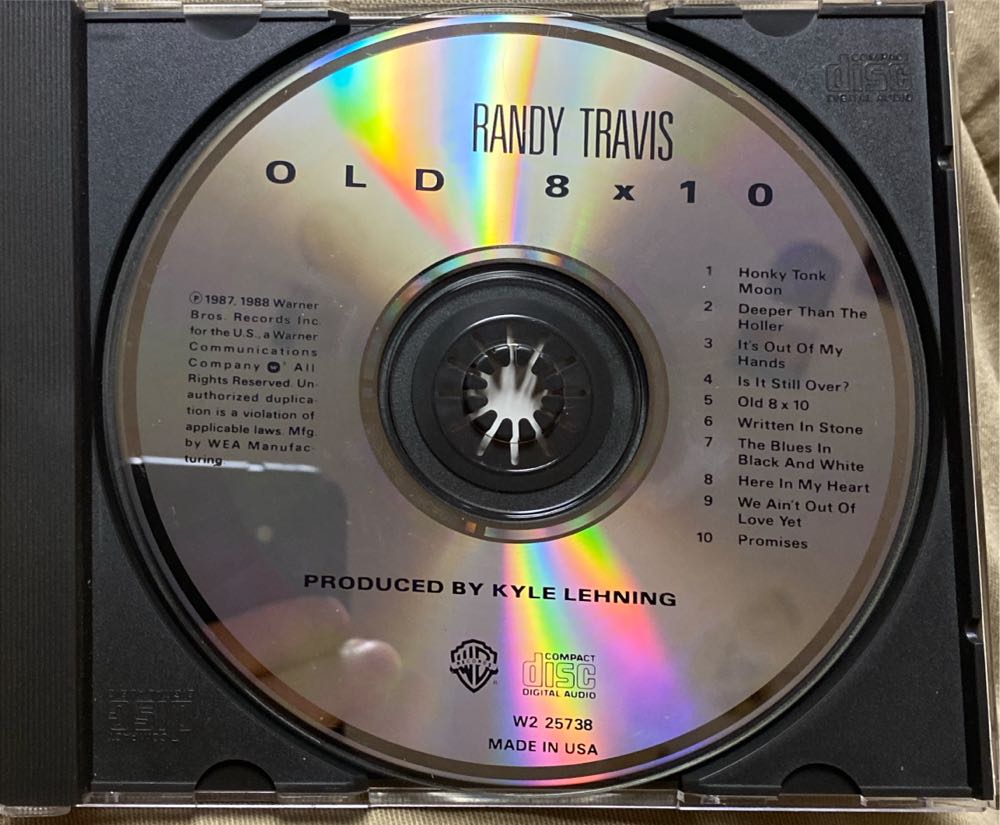 COMPACT
disc
DIGITAL AUDIO
RANDY TRAVIS
OLD 8x10
℗ 1987, 1988 Warner
Bros. Records Inc.
for the U.S., a Warner
Communications
Company ® All
Rights Reserved. Un-
authorized duplica-
tion is a violation of
applicable laws. Mfg.
by WEA Manufac-
turing.
1 Honky Tonk
Moon
2 Deeper Than The
Holler
3 It's Out Of My
Hands
4 Is It Still Over?
5 Old 8 x 10
6 Written In Stone
7 The Blues In
Black And White
8 Here In My Heart
9 We Ain't Out Of
Love Yet
10 Promises
PRODUCED BY KYLE LEHNING
RECORDS
COMPACT
disc
DIGITAL AUDIO
W2 25738
MADE IN USA